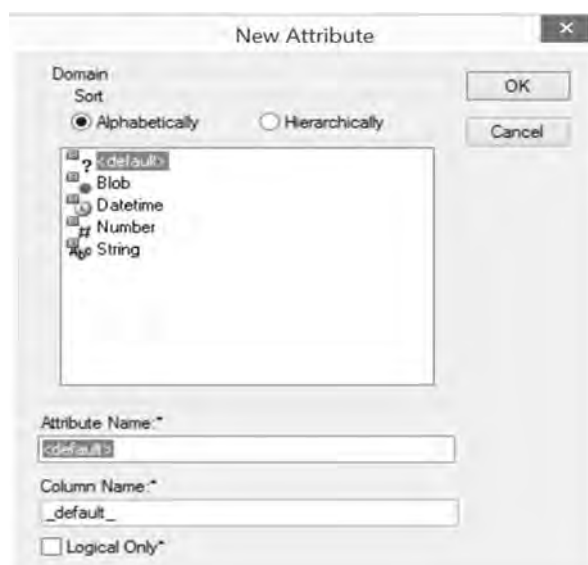 New Attribute
Domain
Sort
Alphabetically
Hierarchically
OK
Cancel
<default>
Blob
Datetime
Number
Abc String
Attribute Name:*
<default>
Column Name:*
_default_
Logical Only*